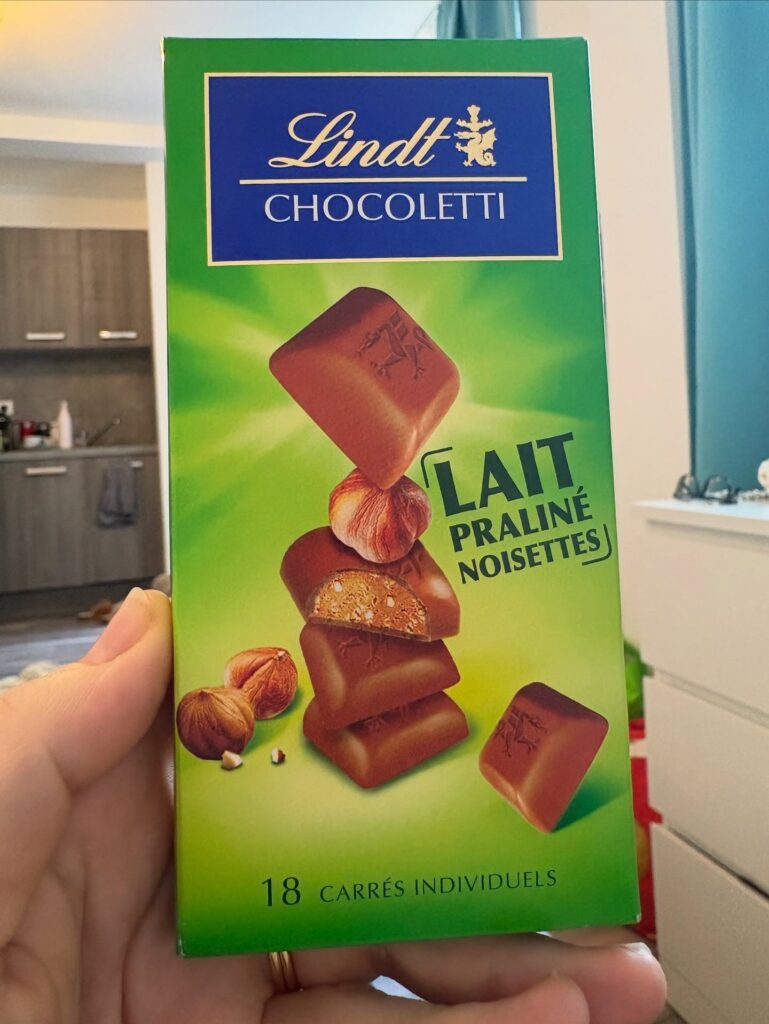 Lindt
CHOCOLETTI
LAIT
PRALINÉ
NOISETTES
18 CARRÉS INDIVIDUELS